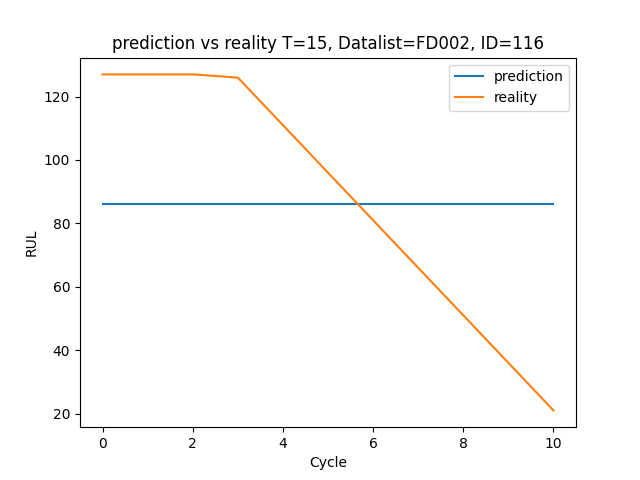 prediction vs reality T=15, Datalist=FD002, ID=116
prediction
reality
120
100
80
60
40
20
RUL
0 2 4 6 8 10
Cycle